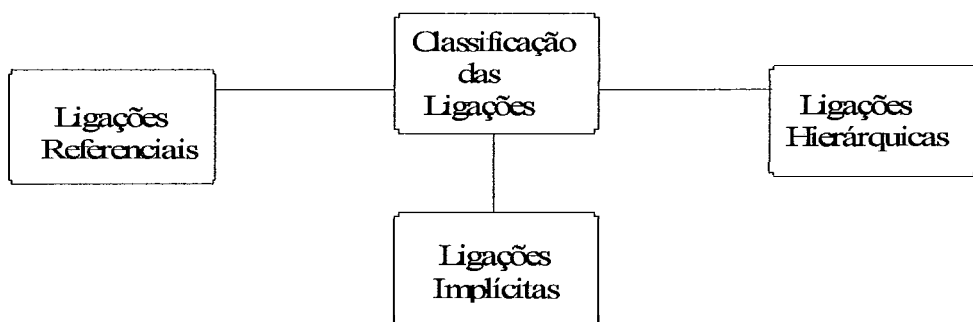 Classificação
das
Ligações
Ligações
Referenciais
Ligações
Hierárquicas
Ligações
Implícitas